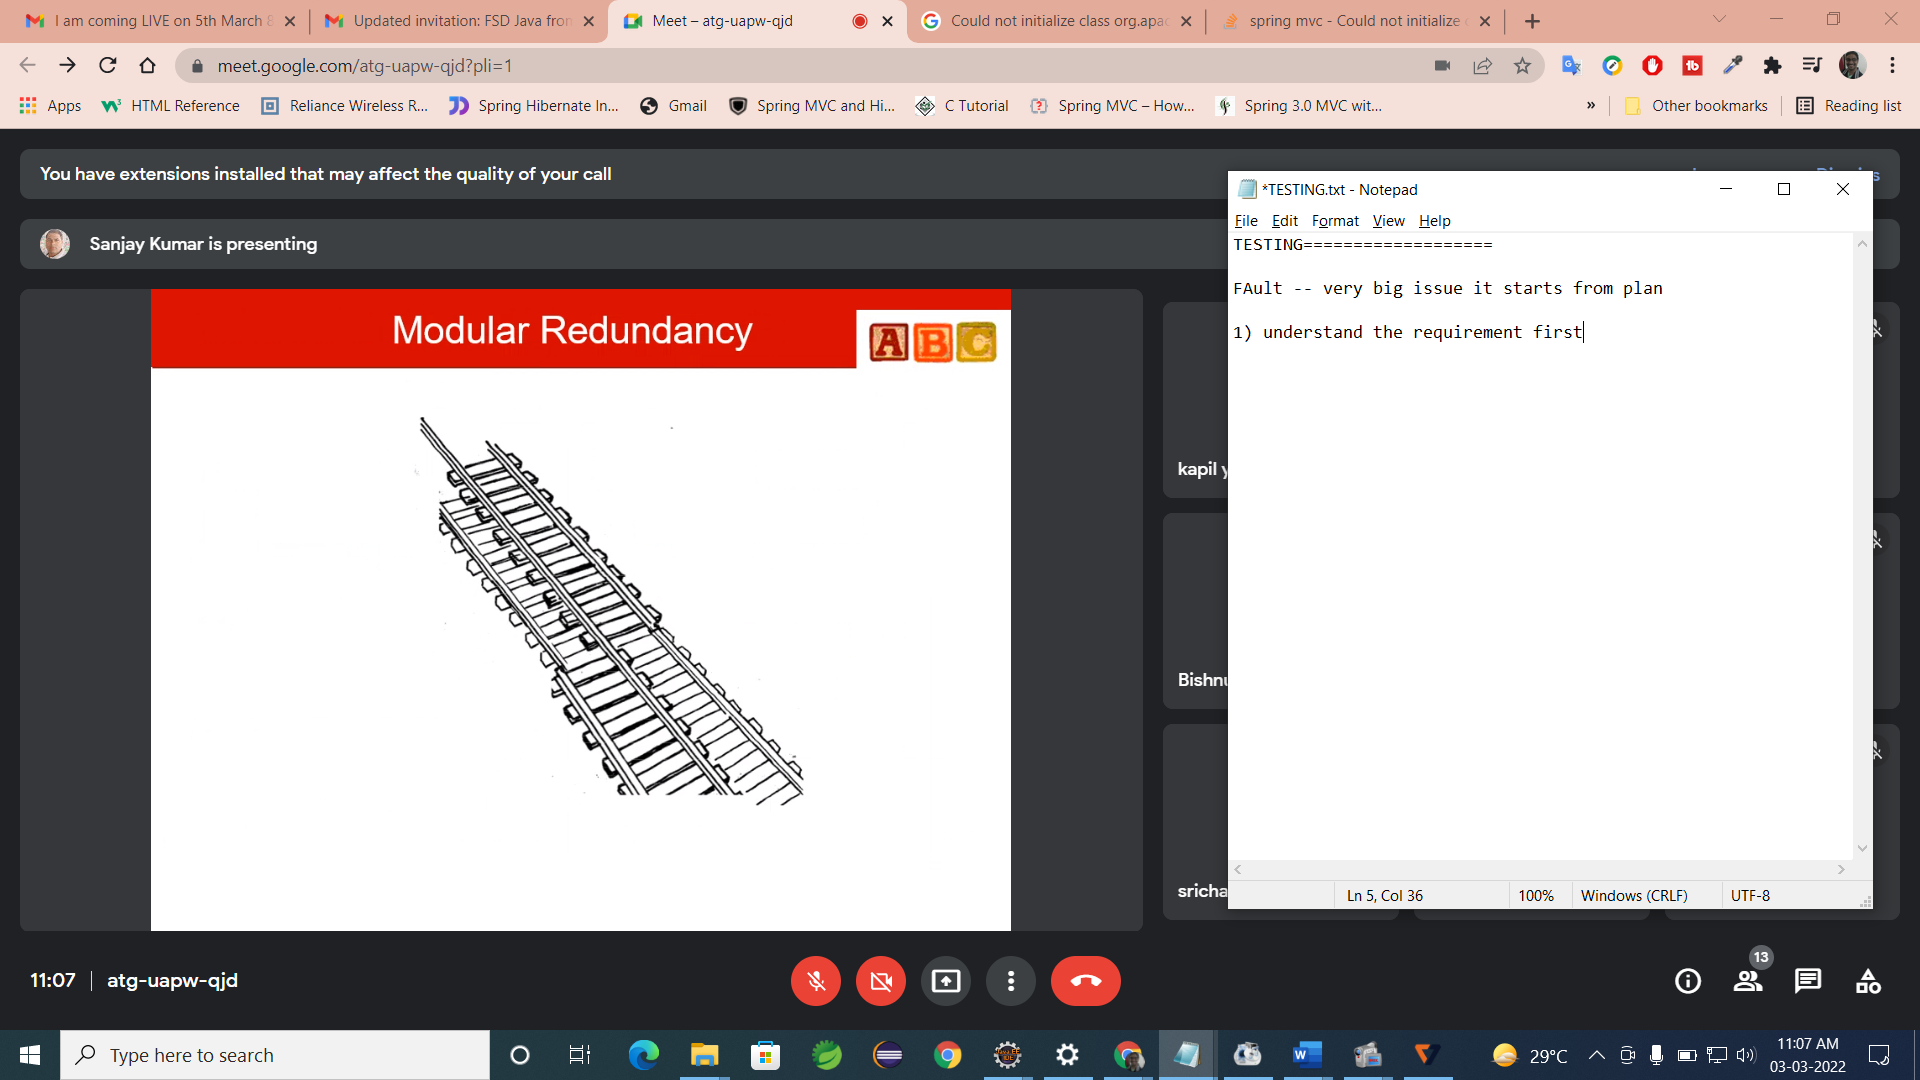 I am coming LIVE on 5th March 8
Updated invitation: FSD Java from
Meet – atg-uapw-qjd
Could not initialize class org.apac
spring mvc - Could not initialize c
meet.google.com/atg-uapw-qjd?pli=1
Apps
HTML Reference
Reliance Wireless R...
Spring Hibernate In...
Gmail
Spring MVC and Hi...
C Tutorial
Spring MVC – How...
Spring 3.0 MVC wit...
»
Other bookmarks
Reading list
You have extensions installed that may affect the quality of your call
Sanjay Kumar is presenting
Modular Redundancy
A B C
kapil y
Bishnu
sricha
*TESTING.txt - Notepad
File Edit Format View Help
TESTING===================
FAult -- very big issue it starts from plan
1) understand the requirement first
Ln 5, Col 36
100%
Windows (CRLF)
UTF-8
11:07 | atg-uapw-qjd
13
Type here to search
29°C
11:07 AM
03-03-2022